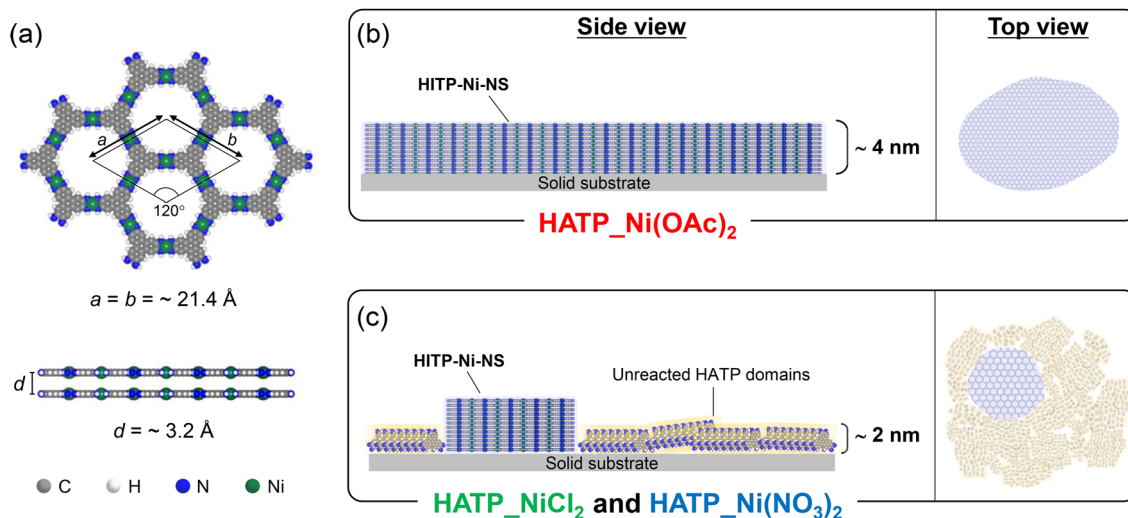 (a)
a
b
120°
a = b = ~ 21.4 Å
d
d = ~ 3.2 Å
C H N Ni
(b)
Side view
Top view
HITP-Ni-NS
~ 4 nm
Solid substrate
HATP_Ni(OAc)₂
(c)
HITP-Ni-NS
Unreacted HATP domains
~ 2 nm
Solid substrate
HATP_NiCl₂ and HATP_Ni(NO₃)₂